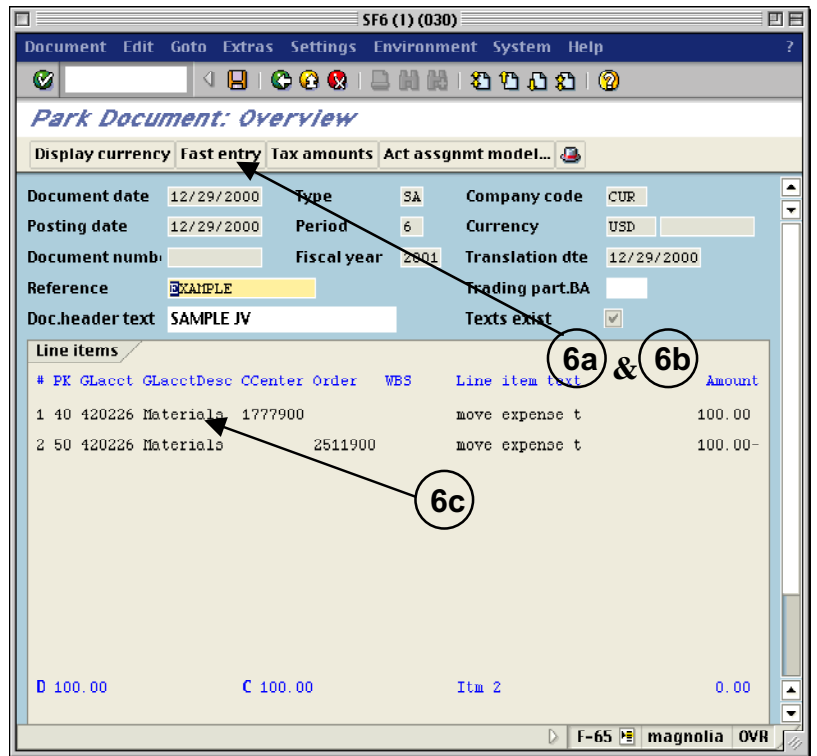 SF6 (1) (030)
Document Edit Goto Extras Settings Environment System Help ?
Park Document: Overview
Display currency Fast entry Tax amounts Act assgnmt model...
Document date 12/29/2000 Type SA Company code CUR
Posting date 12/29/2000 Period 6 Currency USD
Document numb Fiscal year 2001 Translation dte 12/29/2000
Reference EXAMPLE Trading part.BA
Doc.header text SAMPLE JV Texts exist
6a & 6b
Line items
# PK GLacct GLacctDesc CCenter Order WBS Line item text Amount
1 40 420226 Materials 1777900 move expense t 100.00
2 50 420226 Materials 2511900 move expense t 100.00-
6c
D 100.00 C 100.00 Itm 2 0.00
F-65 magnolia OVR